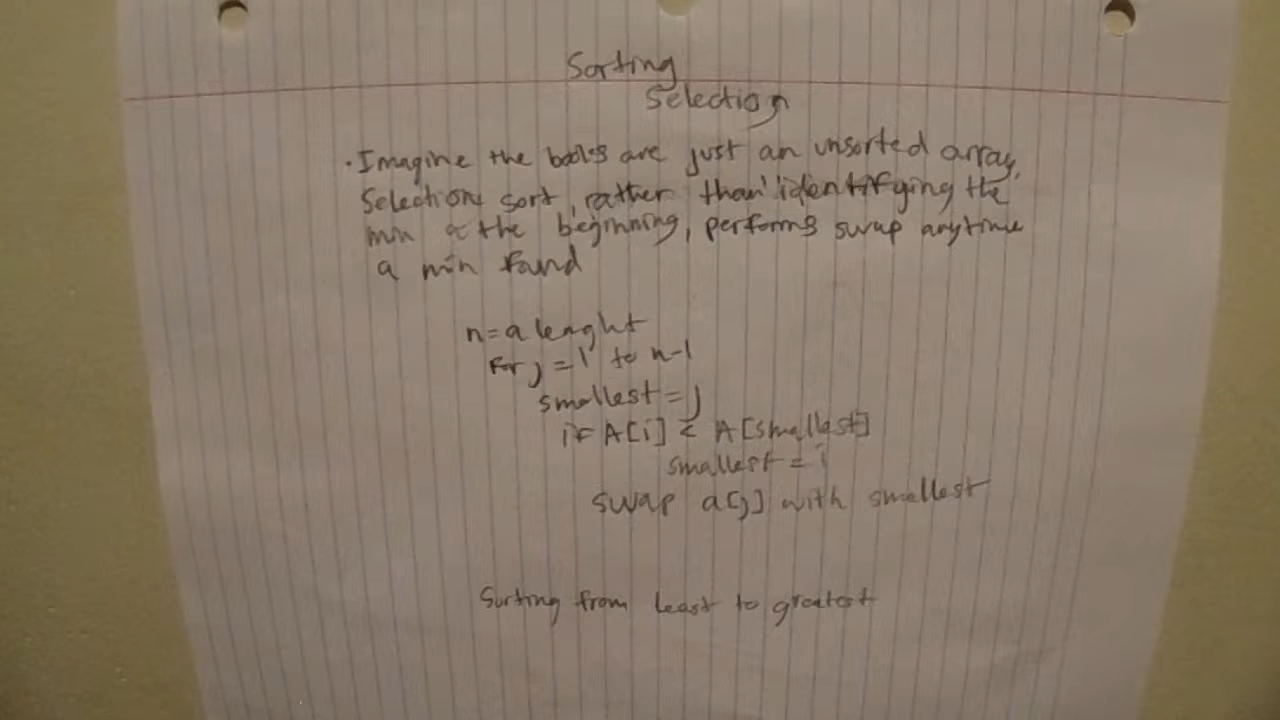 Sorting
Selection
• Imagine the books are just an unsorted array,
Selection sort, rather than identifying the
min @ the beginning, performs swap anytime
a min found
n = a lenght
For j = 1 to n-1
smallest = j
if A[i] < A[smallest]
smallest = i
swap a[j] with smallest
Sorting from least to greatest